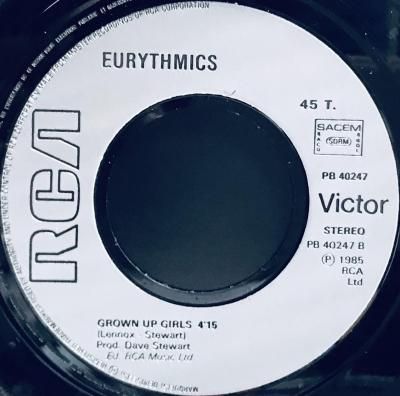 EURYTHMICS
RCA
45 T.
SACEM
SDRM
PB 40247
Victor
STEREO
PB 40247 B
℗ 1985
RCA
Ltd
GROWN UP GIRLS 4'15
(Lennox - Stewart)
Prod. Dave Stewart
Ed. RCA Music Ltd